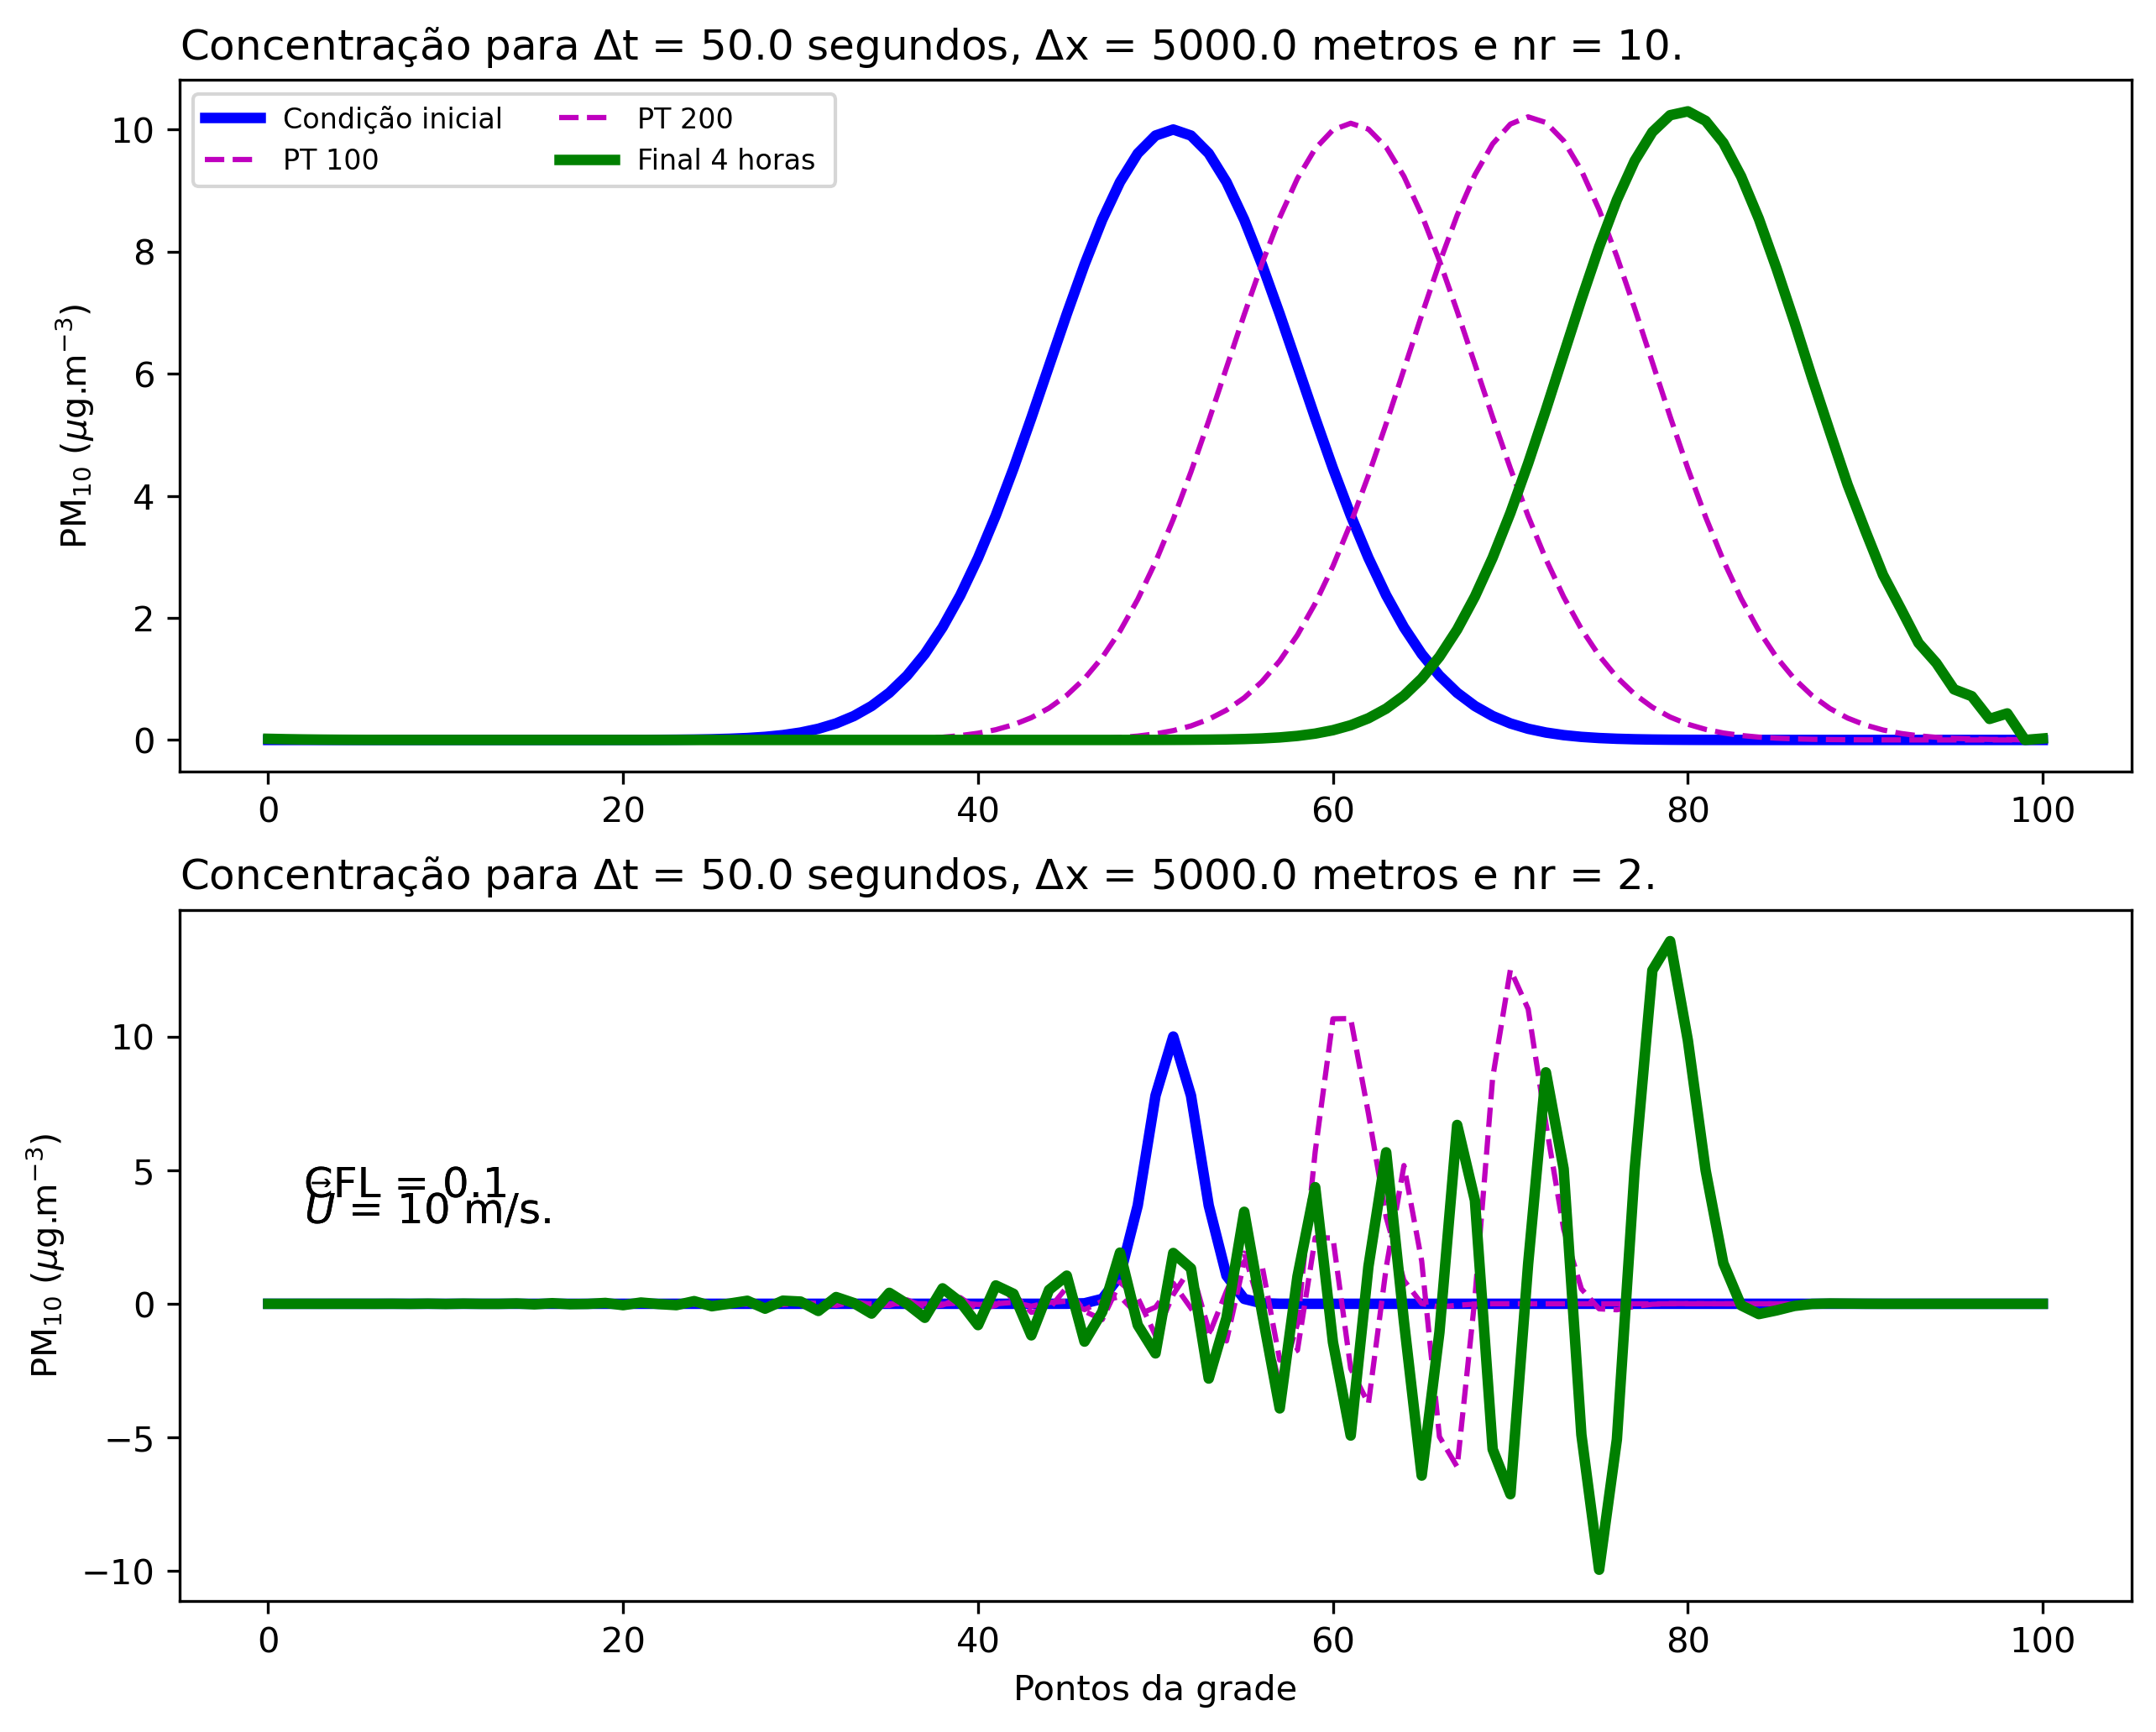 Concentração para Δt = 50.0 segundos, Δx = 5000.0 metros e nr = 10.
Condição inicial
PT 100
PT 200
Final 4 horas
PM₁₀ (μg.m⁻³)
10
8
6
4
2
0
0 20 40 60 80 100
Concentração para Δt = 50.0 segundos, Δx = 5000.0 metros e nr = 2.
PM₁₀ (μg.m⁻³)
10
5
0
−5
−10
CFL = 0.1
U⃗ = 10 m/s.
0 20 40 60 80 100
Pontos da grade